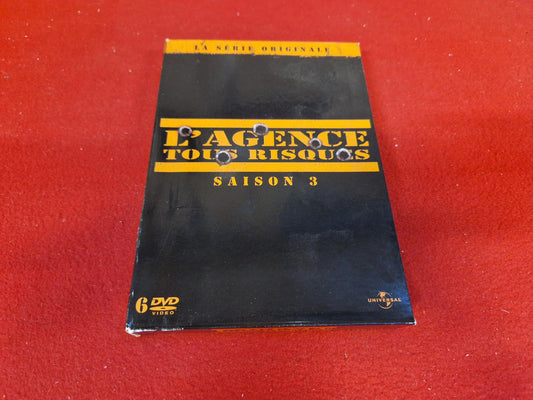 LA SÉRIE ORIGINALE
L'AGENCE
TOUS RISQUES
SAISON 3
6 DVD
VIDEO
UNIVERSAL